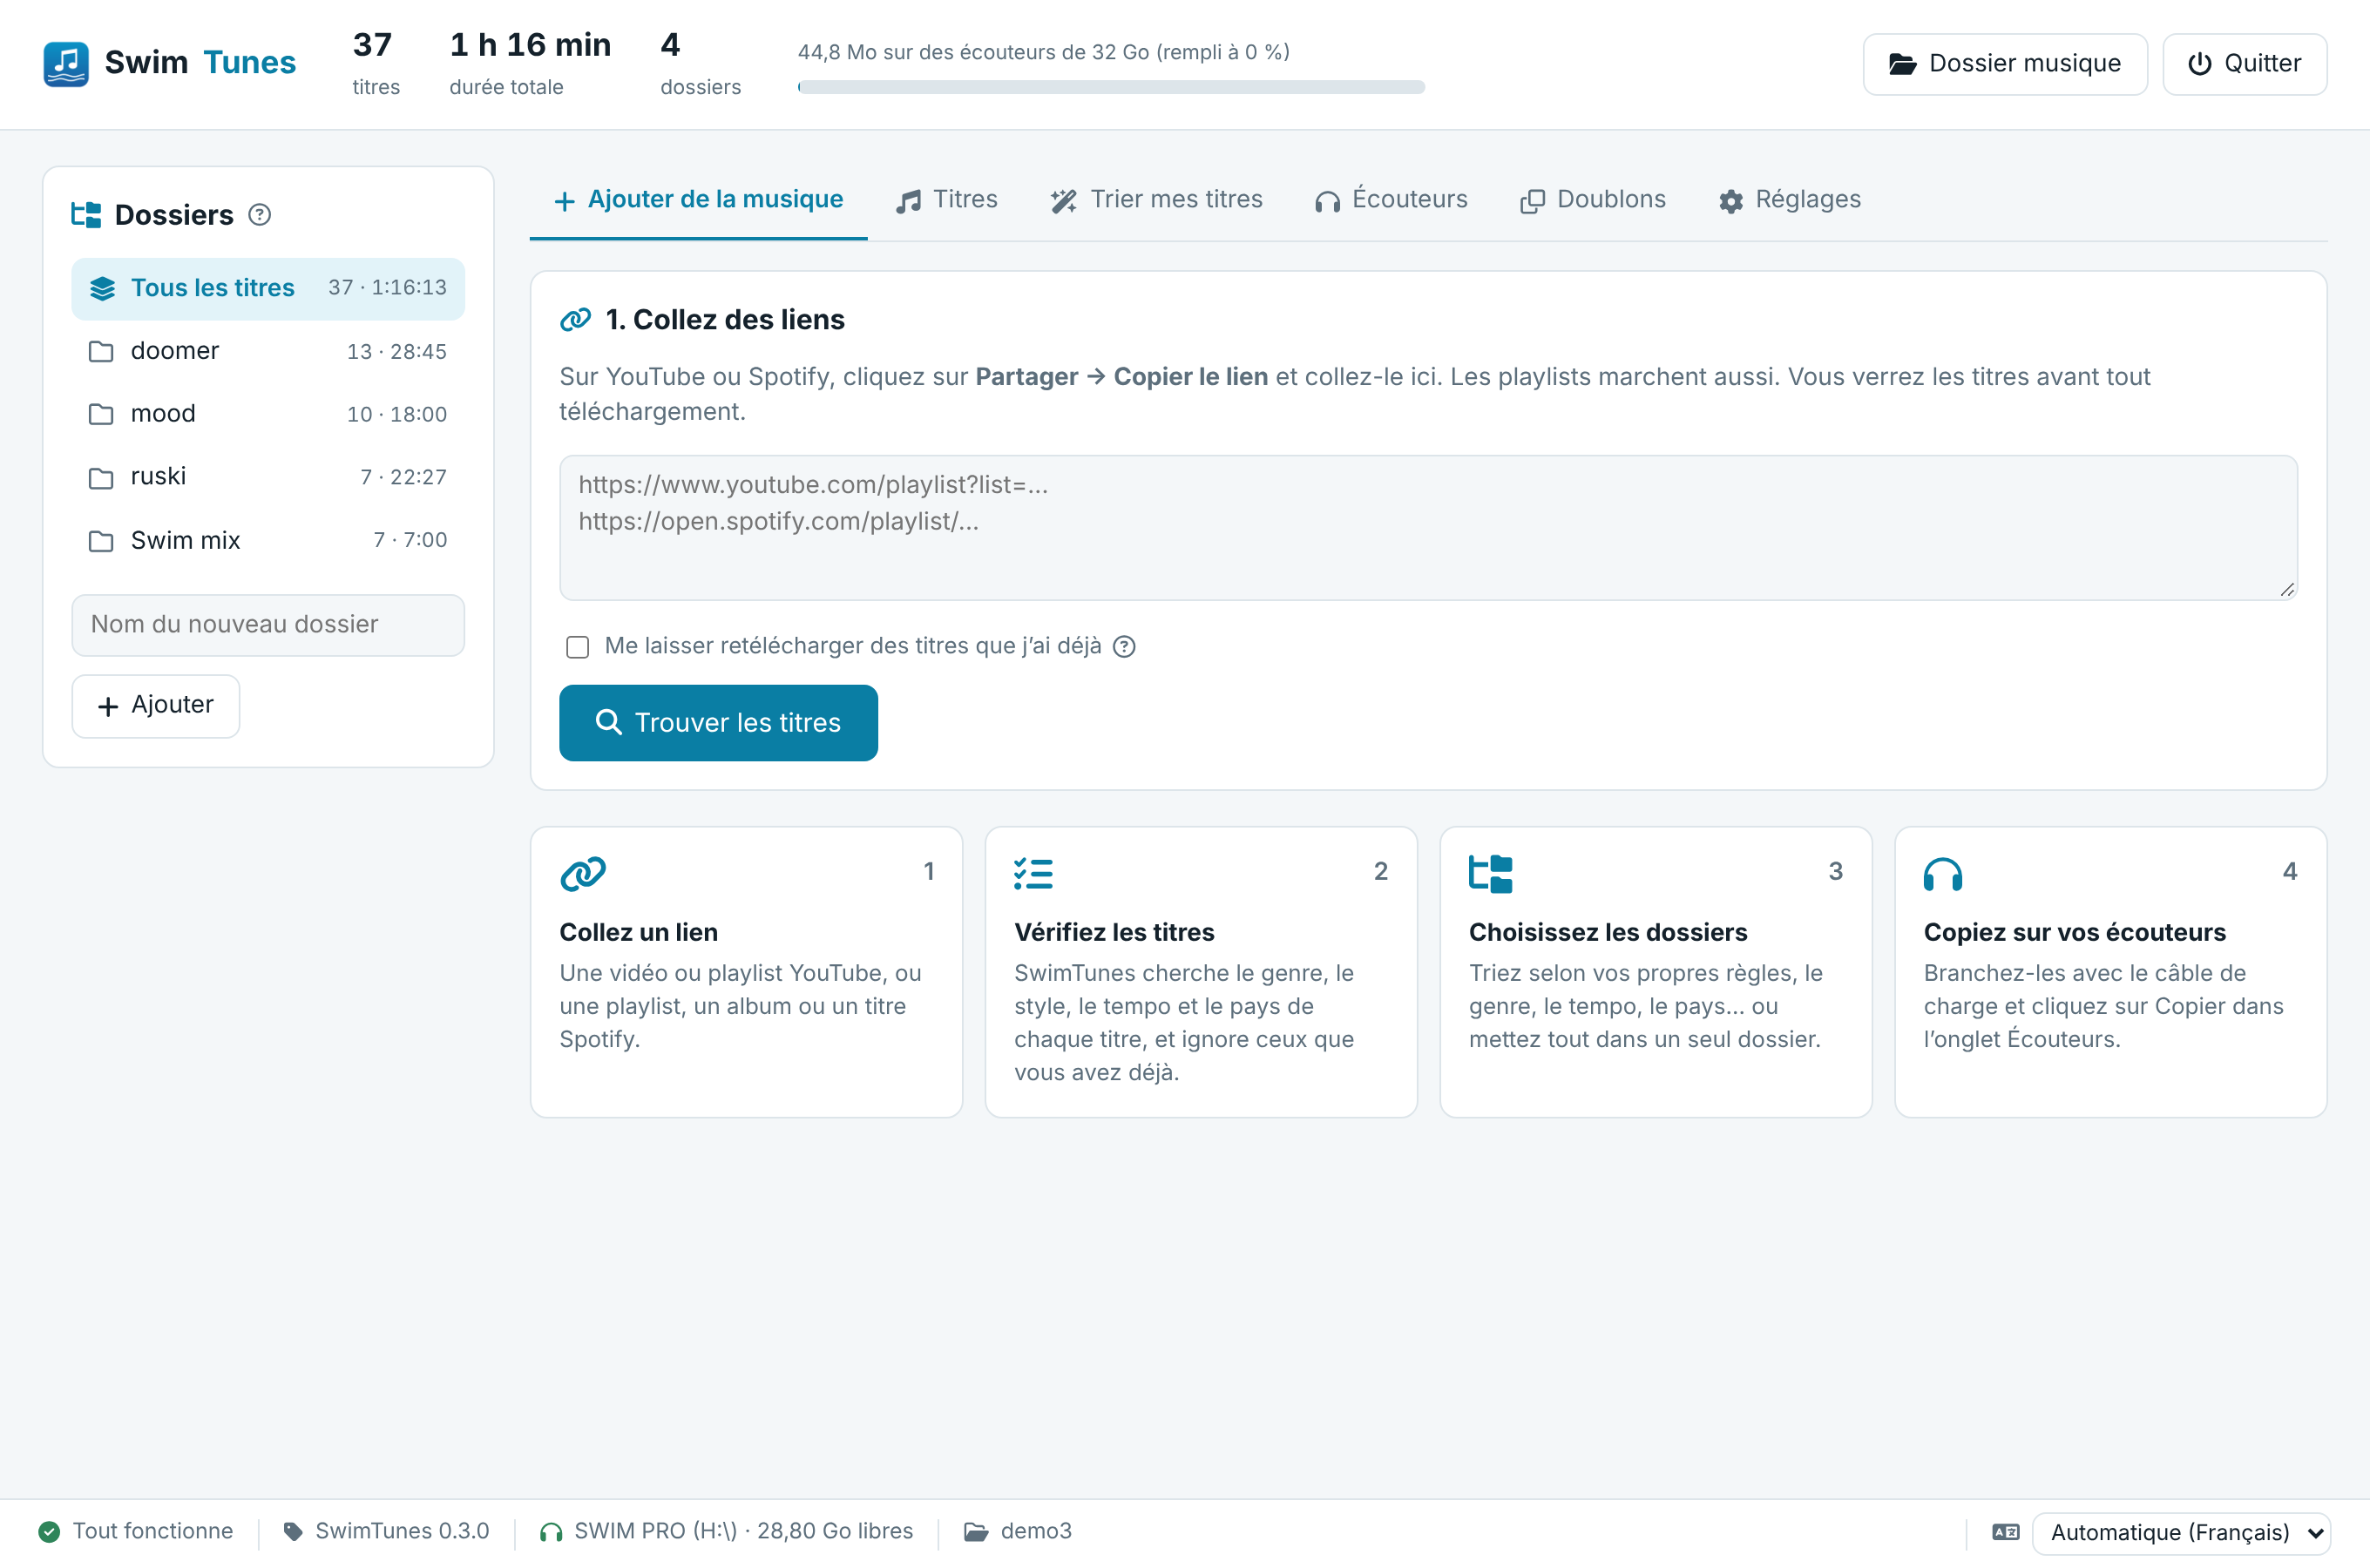 Swim Tunes
37
titres
1 h 16 min
durée totale
4
dossiers
44,8 Mo sur des écouteurs de 32 Go (rempli à 0 %)
Dossier musique
Quitter
Dossiers
Tous les titres 37 · 1:16:13
doomer 13 · 28:45
mood 10 · 18:00
ruski 7 · 22:27
Swim mix 7 · 7:00
Nom du nouveau dossier
Ajouter
Ajouter de la musique
Titres
Trier mes titres
Écouteurs
Doublons
Réglages
1. Collez des liens
Sur YouTube ou Spotify, cliquez sur Partager → Copier le lien et collez-le ici. Les playlists marchent aussi. Vous verrez les titres avant tout
téléchargement.
https://www.youtube.com/playlist?list=...
https://open.spotify.com/playlist/...
Me laisser retélécharger des titres que j’ai déjà
Trouver les titres
1
Collez un lien
Une vidéo ou playlist YouTube, ou
une playlist, un album ou un titre
Spotify.
2
Vérifiez les titres
SwimTunes cherche le genre, le
style, le tempo et le pays de
chaque titre, et ignore ceux que
vous avez déjà.
3
Choisissez les dossiers
Triez selon vos propres règles, le
genre, le tempo, le pays... ou
mettez tout dans un seul dossier.
4
Copiez sur vos écouteurs
Branchez-les avec le câble de
charge et cliquez sur Copier dans
l’onglet Écouteurs.
Tout fonctionne
SwimTunes 0.3.0
SWIM PRO (H:\) · 28,80 Go libres
demo3
Automatique (Français)